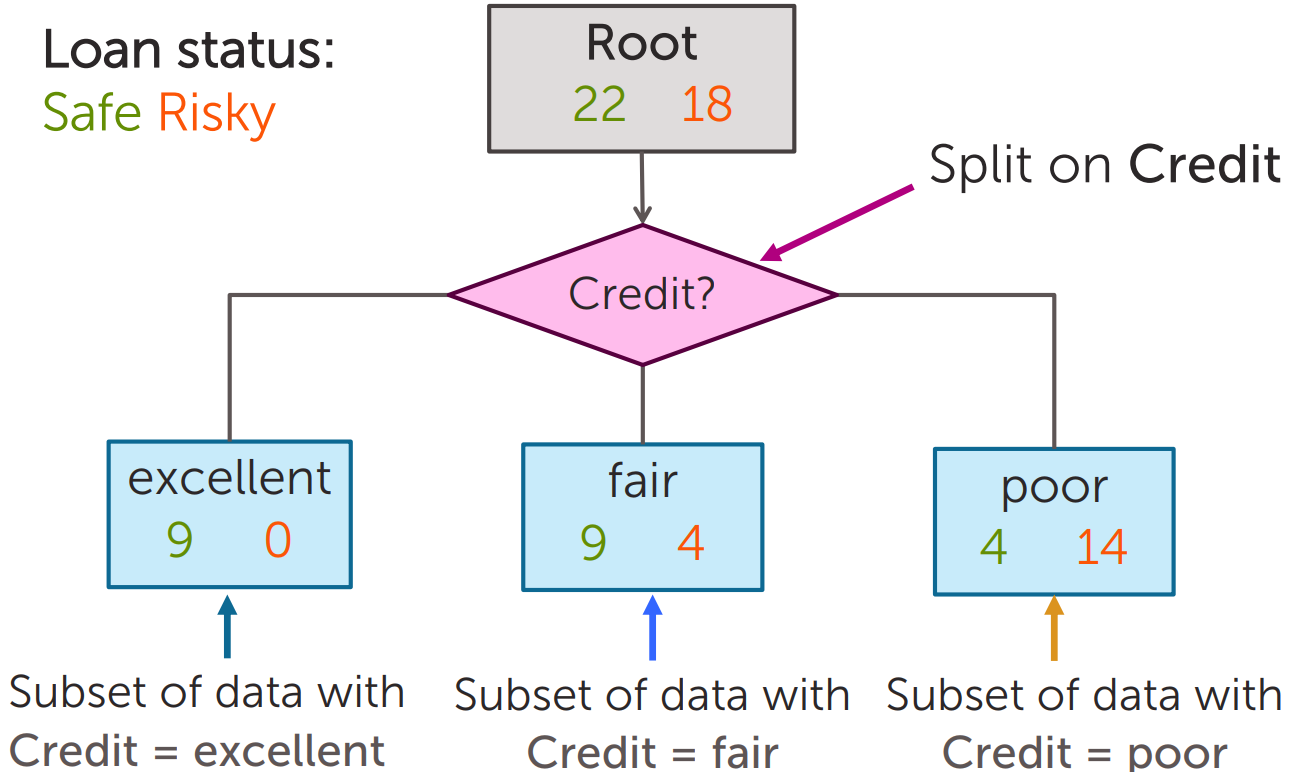 Loan status:
Safe Risky
Root
22 18
Split on Credit
Credit?
excellent
9 0
fair
9 4
poor
4 14
Subset of data with
Credit = excellent
Subset of data with
Credit = fair
Subset of data with
Credit = poor